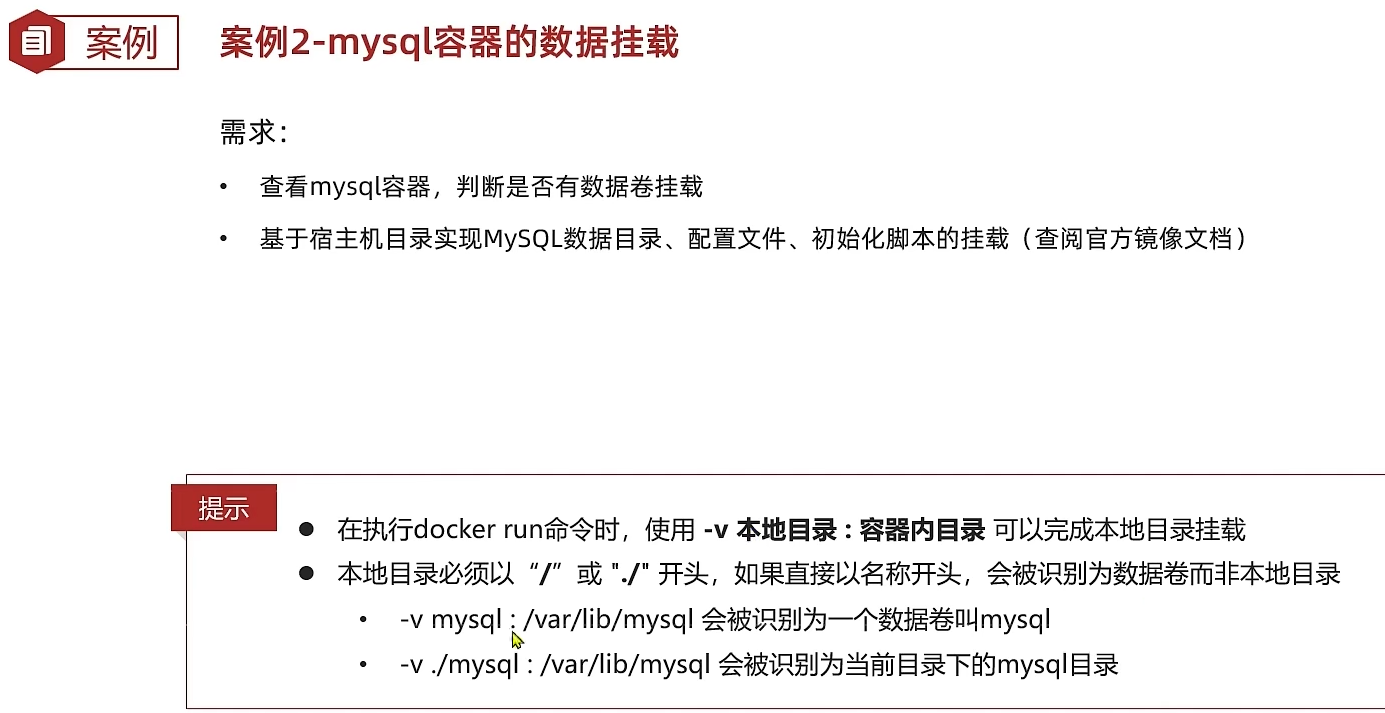 案例
案例2-mysql容器的数据挂载
需求：
• 查看mysql容器，判断是否有数据卷挂载
• 基于宿主机目录实现MySQL数据目录、配置文件、初始化脚本的挂载（查阅官方镜像文档）
提示
● 在执行docker run命令时，使用 -v 本地目录 : 容器内目录 可以完成本地目录挂载
● 本地目录必须以“/”或 "./" 开头，如果直接以名称开头，会被识别为数据卷而非本地目录
• -v mysql : /var/lib/mysql 会被识别为一个数据卷叫mysql
• -v ./mysql : /var/lib/mysql 会被识别为当前目录下的mysql目录